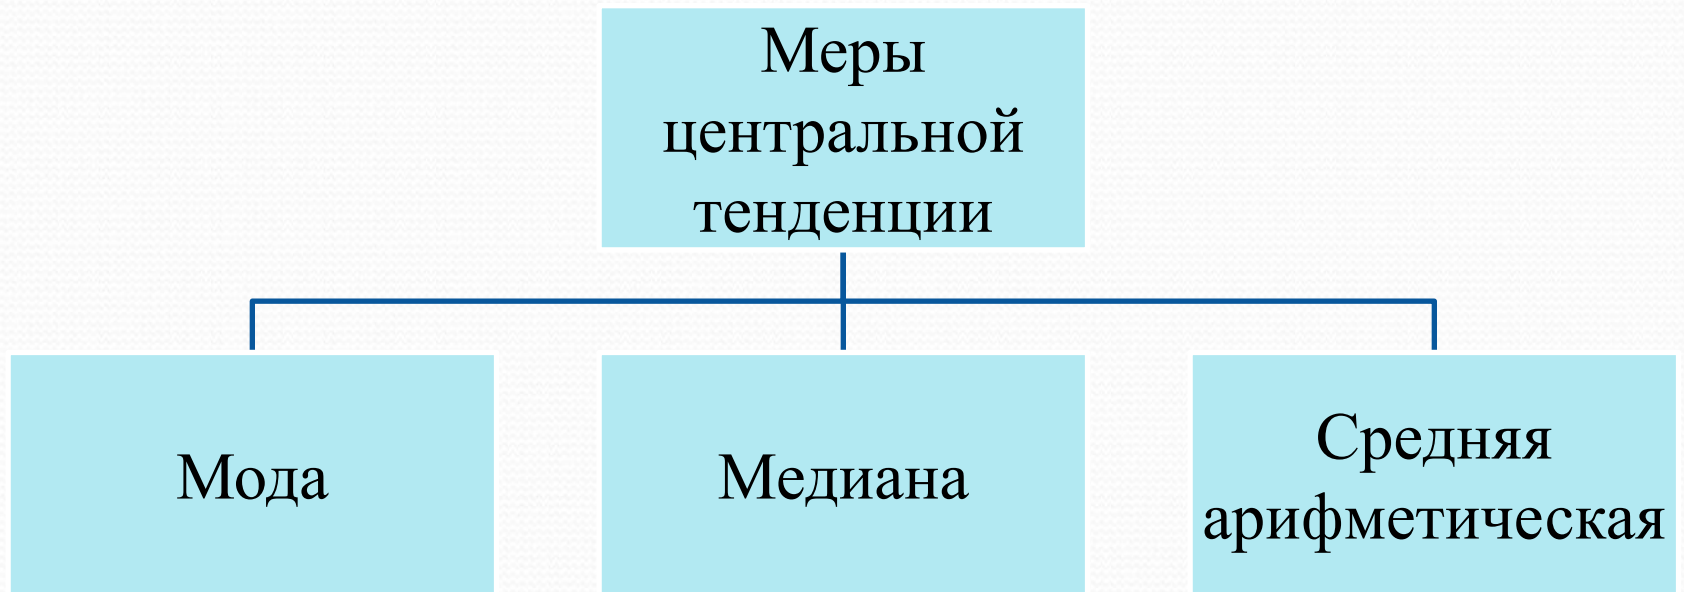 Меры
центральной
тенденции
Мода
Медиана
Средняя
арифметическая